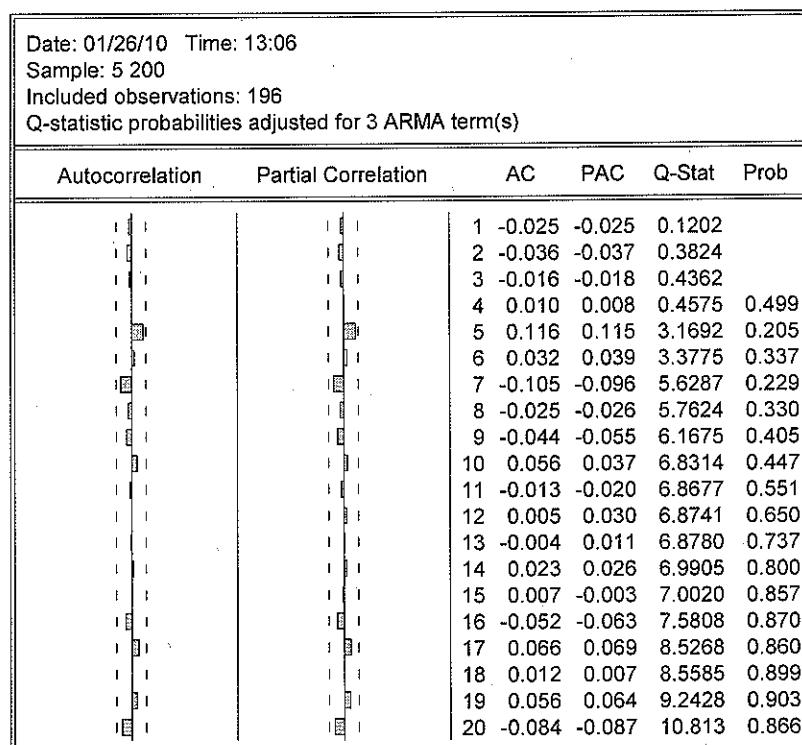 Date: 01/26/10 Time: 13:06
Sample: 5 200
Included observations: 196
Q-statistic probabilities adjusted for 3 ARMA term(s)
Autocorrelation Partial Correlation AC PAC Q-Stat Prob
1 -0.025 -0.025 0.1202
2 -0.036 -0.037 0.3824
3 -0.016 -0.018 0.4362
4 0.010 0.008 0.4575 0.499
5 0.116 0.115 3.1692 0.205
6 0.032 0.039 3.3775 0.337
7 -0.105 -0.096 5.6287 0.229
8 -0.025 -0.026 5.7624 0.330
9 -0.044 -0.055 6.1675 0.405
10 0.056 0.037 6.8314 0.447
11 -0.013 -0.020 6.8677 0.551
12 0.005 0.030 6.8741 0.650
13 -0.004 0.011 6.8780 0.737
14 0.023 0.026 6.9905 0.800
15 0.007 -0.003 7.0020 0.857
16 -0.052 -0.063 7.5808 0.870
17 0.066 0.069 8.5268 0.860
18 0.012 0.007 8.5585 0.899
19 0.056 0.064 9.2428 0.903
20 -0.084 -0.087 10.813 0.866